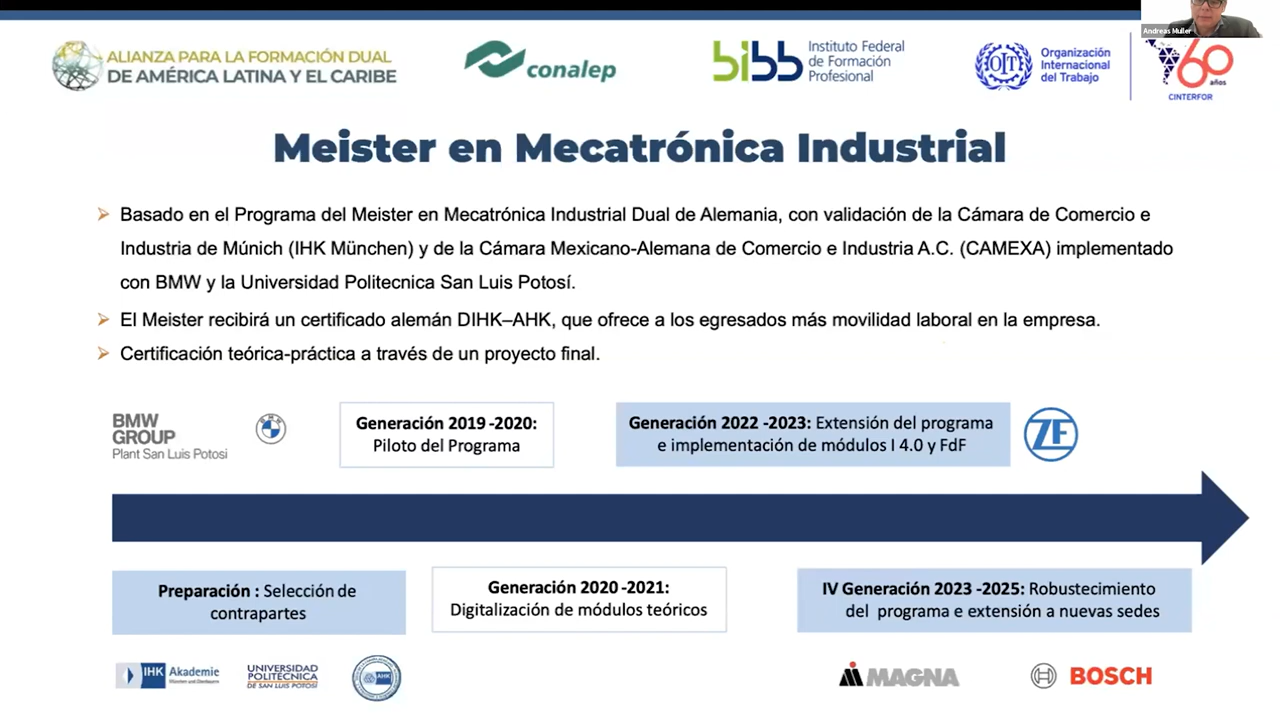 Andreas Muller
ALIANZA PARA LA FORMACIÓN DUAL
DE AMÉRICA LATINA Y EL CARIBE
conalep
bibb
Instituto Federal
de Formación
Profesional
OIT
Organización
Internacional
del Trabajo
60
años
CINTERFOR
Meister en Mecatrónica Industrial
Basado en el Programa del Meister en Mecatrónica Industrial Dual de Alemania, con validación de la Cámara de Comercio e
Industria de Múnich (IHK München) y de la Cámara Mexicano-Alemana de Comercio e Industria A.C. (CAMEXA) implementado
con BMW y la Universidad Politecnica San Luis Potosí.
El Meister recibirá un certificado alemán DIHK–AHK, que ofrece a los egresados más movilidad laboral en la empresa.
Certificación teórica-práctica a través de un proyecto final.
BMW
GROUP
Plant San Luis Potosi
Generación 2019 -2020:
Piloto del Programa
Generación 2022 -2023: Extensión del programa
e implementación de módulos I 4.0 y FdF
ZF
Preparación : Selección de
contrapartes
Generación 2020 -2021:
Digitalización de módulos teóricos
IV Generación 2023 -2025: Robustecimiento
del programa e extensión a nuevas sedes
IHK Akademie
München und Oberbayern
UNIVERSIDAD
POLITÉCNICA
DE SAN LUIS POTOSÍ
AHK
MAGNA
BOSCH